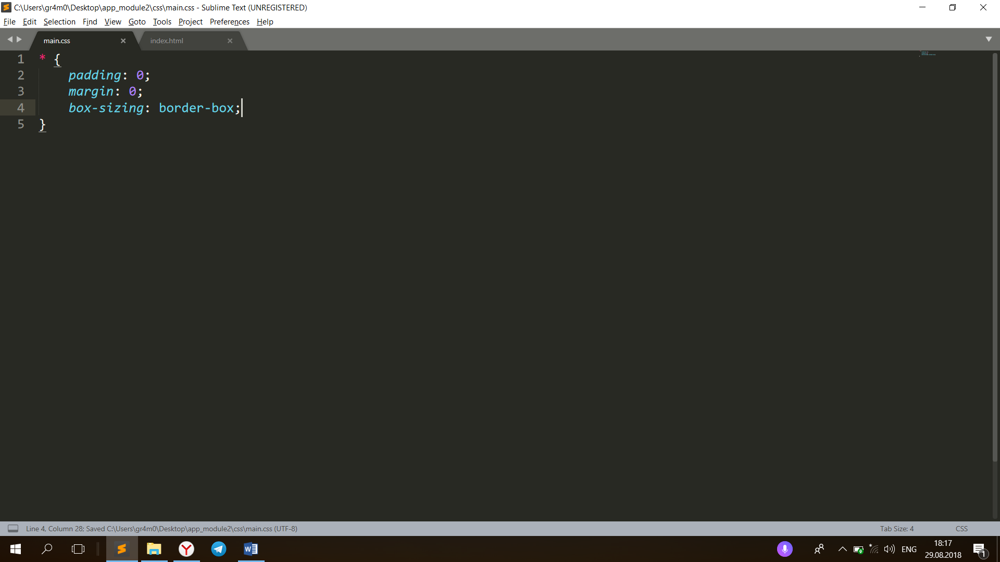 C:\Users\gr4m0\Desktop\app_module2\css\main.css - Sublime Text (UNREGISTERED)
File Edit Selection Find View Goto Tools Project Preferences Help
main.css index.html
1 * {
2 padding: 0;
3 margin: 0;
4 box-sizing: border-box;
5 }
Line 4, Column 28; Saved C:\Users\gr4m0\Desktop\app_module2\css\main.css (UTF-8) Tab Size: 4 CSS
ENG
18:17
29.08.2018
1